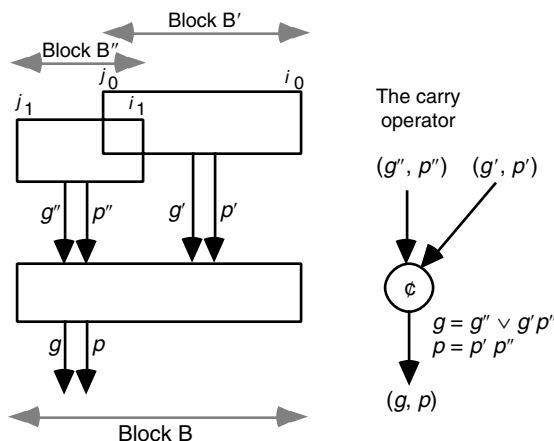 Block B′
Block B″
j₀
i₀
j₁
i₁
The carry
operator
(g″, p″)
(g′, p′)
g″
p″
g′
p′
¢
g = g″ ∨ g′p″
p = p′ p″
g
p
(g, p)
Block B